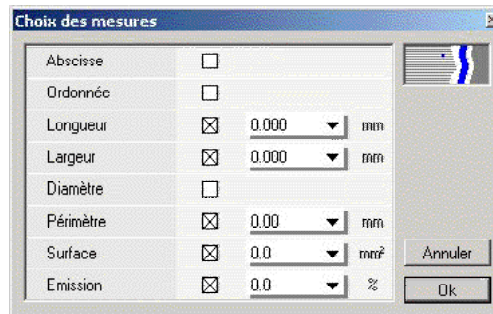 Choix des mesures
Abscisse
Ordonnée
Longueur 0.000 mm
Largeur 0.000 mm
Diamètre
Périmètre 0.00 mm
Surface 0.0 mm²
Emission 0.0 %
Annuler
Ok